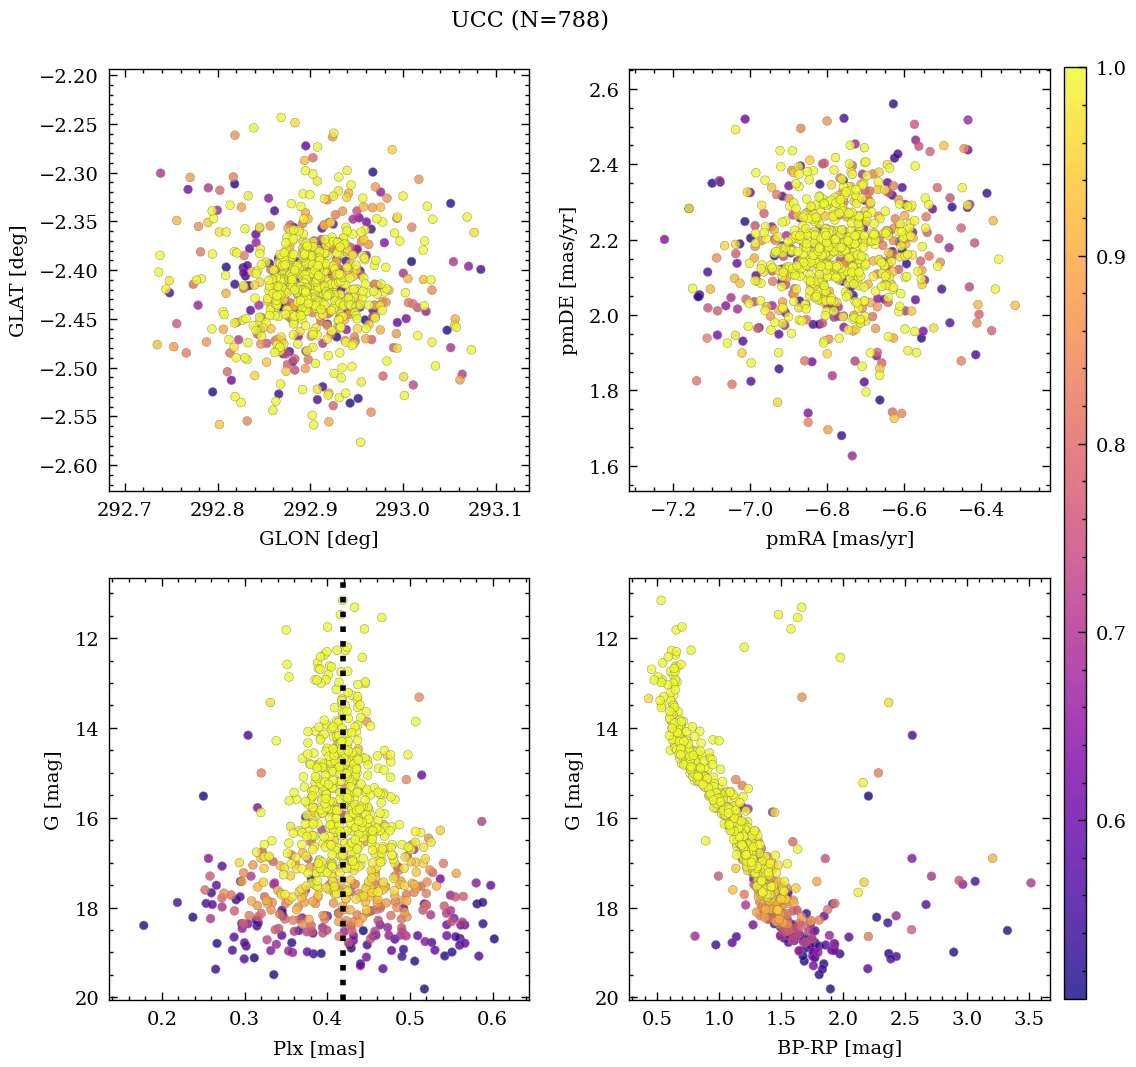 UCC (N=788)
−2.20
−2.25
−2.30
−2.35
−2.40
−2.45
−2.50
−2.55
−2.60
GLAT [deg]
292.7 292.8 292.9 293.0 293.1
GLON [deg]
2.6
2.4
2.2
2.0
1.8
1.6
pmDE [mas/yr]
−7.2 −7.0 −6.8 −6.6 −6.4
pmRA [mas/yr]
12
14
16
18
20
G [mag]
0.2 0.3 0.4 0.5 0.6
Plx [mas]
12
14
16
18
20
G [mag]
0.5 1.0 1.5 2.0 2.5 3.0 3.5
BP-RP [mag]
1.0
0.9
0.8
0.7
0.6